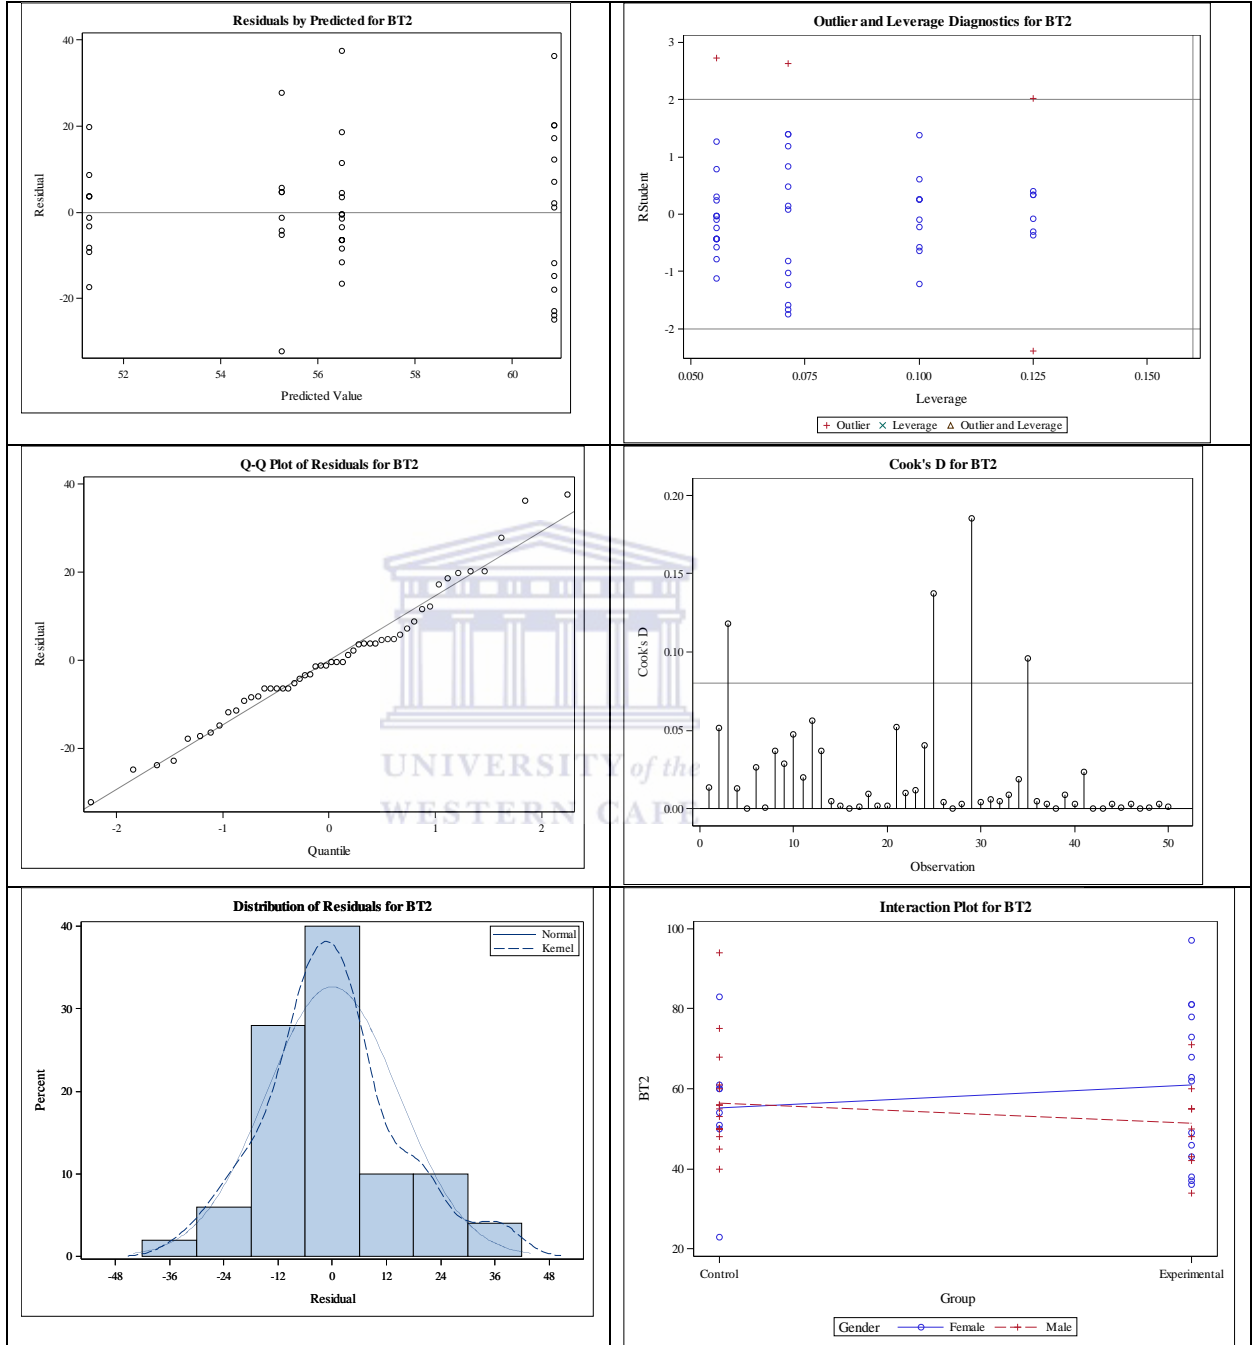 Residuals by Predicted for BT2
40
20
0
-20
Residual
52 54 56 58 60
Predicted Value
Outlier and Leverage Diagnostics for BT2
3
2
1
0
-1
-2
RStudent
0.050 0.075 0.100 0.125 0.150
Leverage
+ Outlier × Leverage △ Outlier and Leverage
Q-Q Plot of Residuals for BT2
40
20
0
-20
Residual
-2 -1 0 1 2
Quantile
Cook's D for BT2
0.20
0.15
0.10
0.05
0.00
Cook's D
0 10 20 30 40 50
Observation
UNIVERSITY of the
WESTERN CAPE
Distribution of Residuals for BT2
40
30
20
10
0
Percent
Normal
Kernel
-48 -36 -24 -12 0 12 24 36 48
Residual
Interaction Plot for BT2
100
80
60
40
20
BT2
Control Experimental
Group
Gender Female Male